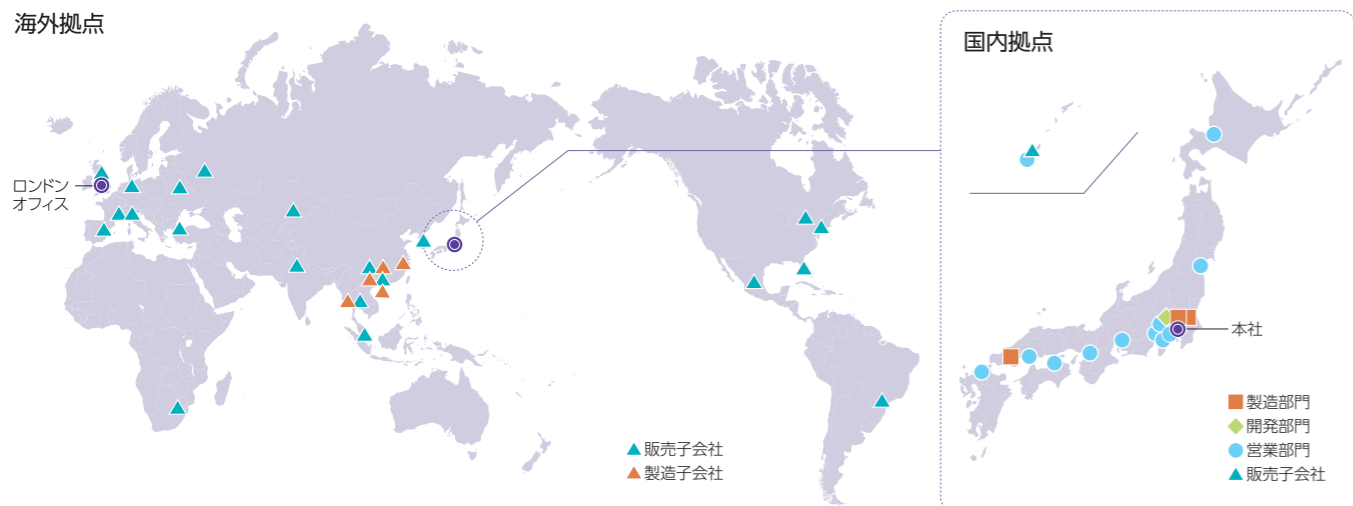 海外拠点
ロンドン
オフィス
販売子会社
製造子会社
国内拠点
本社
製造部門
開発部門
営業部門
販売子会社